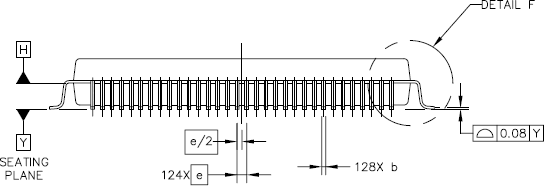 DETAIL F
H
Y
SEATING
PLANE
e/2
124X e
128X b
⌓ 0.08 Y